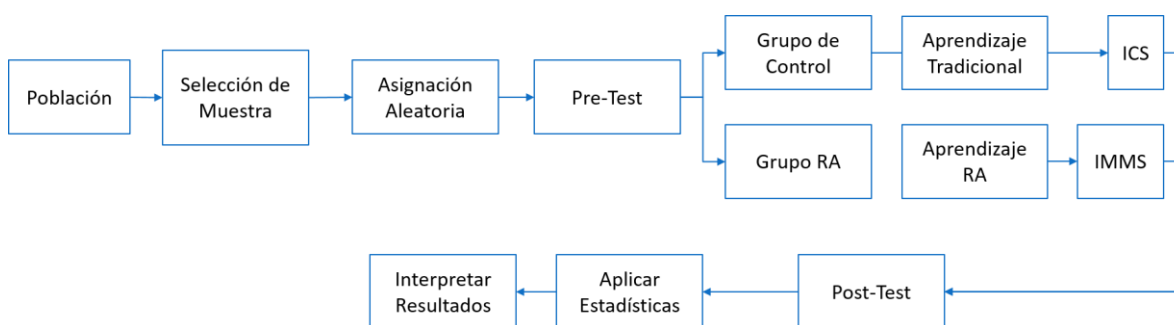 Población
Selección de
Muestra
Asignación
Aleatoria
Pre-Test
Grupo de
Control
Aprendizaje
Tradicional
ICS
Grupo RA
Aprendizaje
RA
IMMS
Interpretar
Resultados
Aplicar
Estadísticas
Post-Test